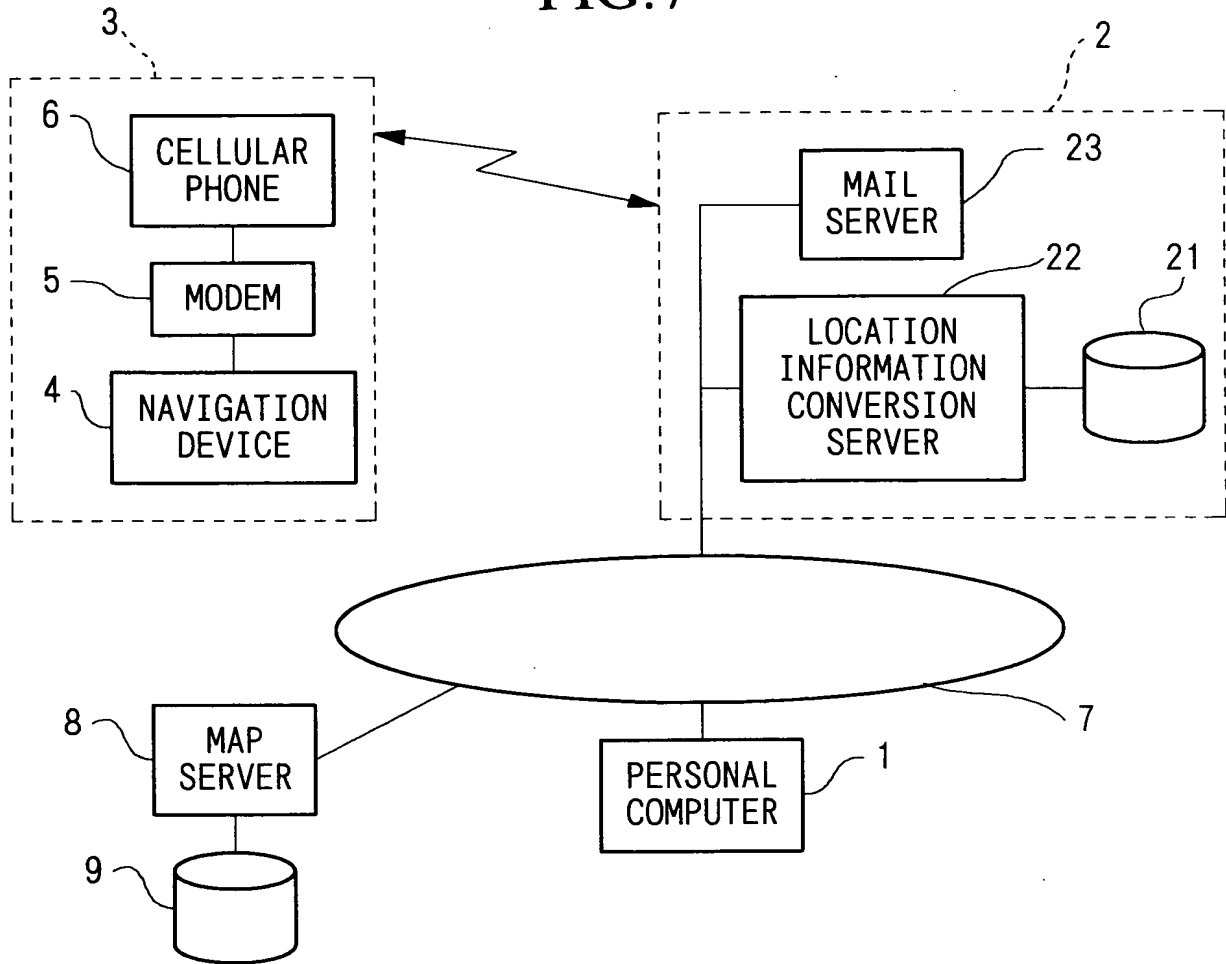 FIG.7
3
2
6
CELLULAR
PHONE
23
MAIL
SERVER
5
MODEM
22
21
LOCATION
INFORMATION
CONVERSION
SERVER
4
NAVIGATION
DEVICE
7
8
MAP
SERVER
1
PERSONAL
COMPUTER
9